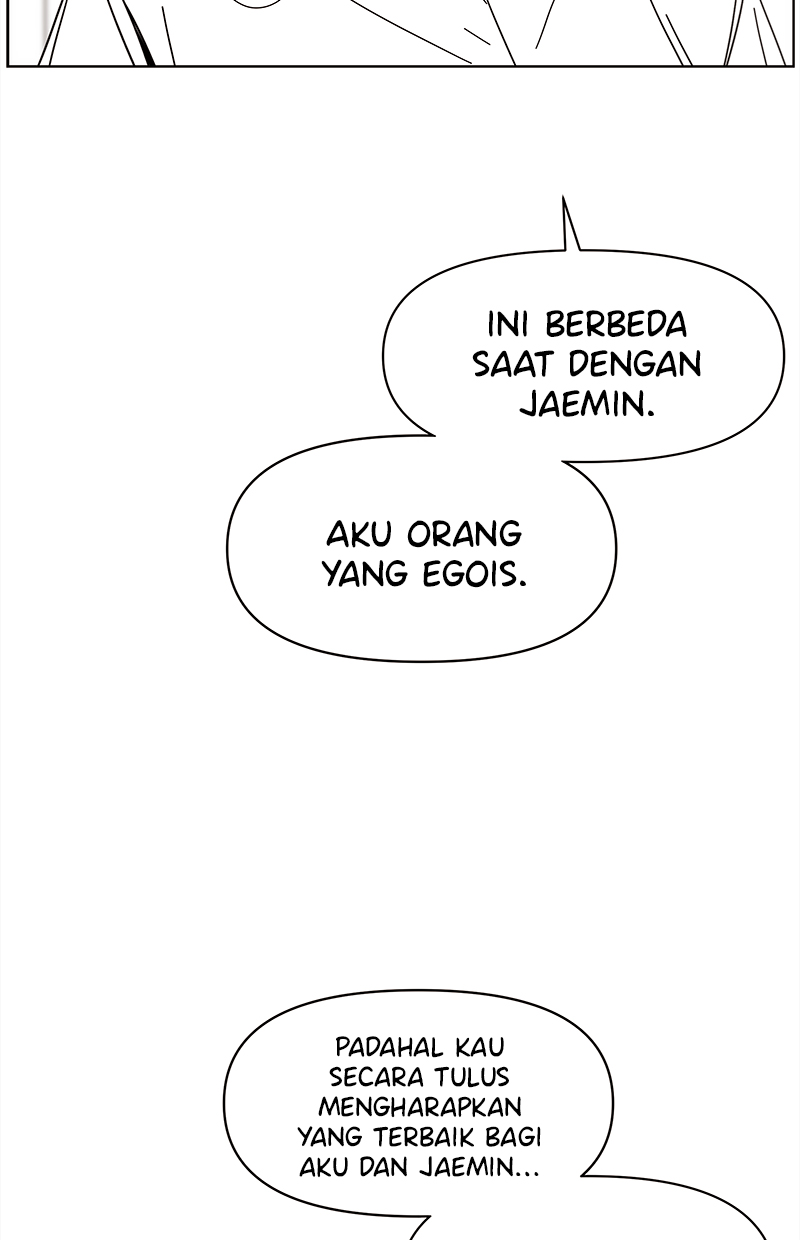 INI BERBEDA
SAAT DENGAN
JAEMIN.
AKU ORANG
YANG EGOIS.
PADAHAL KAU
SECARA TULUS
MENGHARAPKAN
YANG TERBAIK BAGI
AKU DAN JAEMIN...